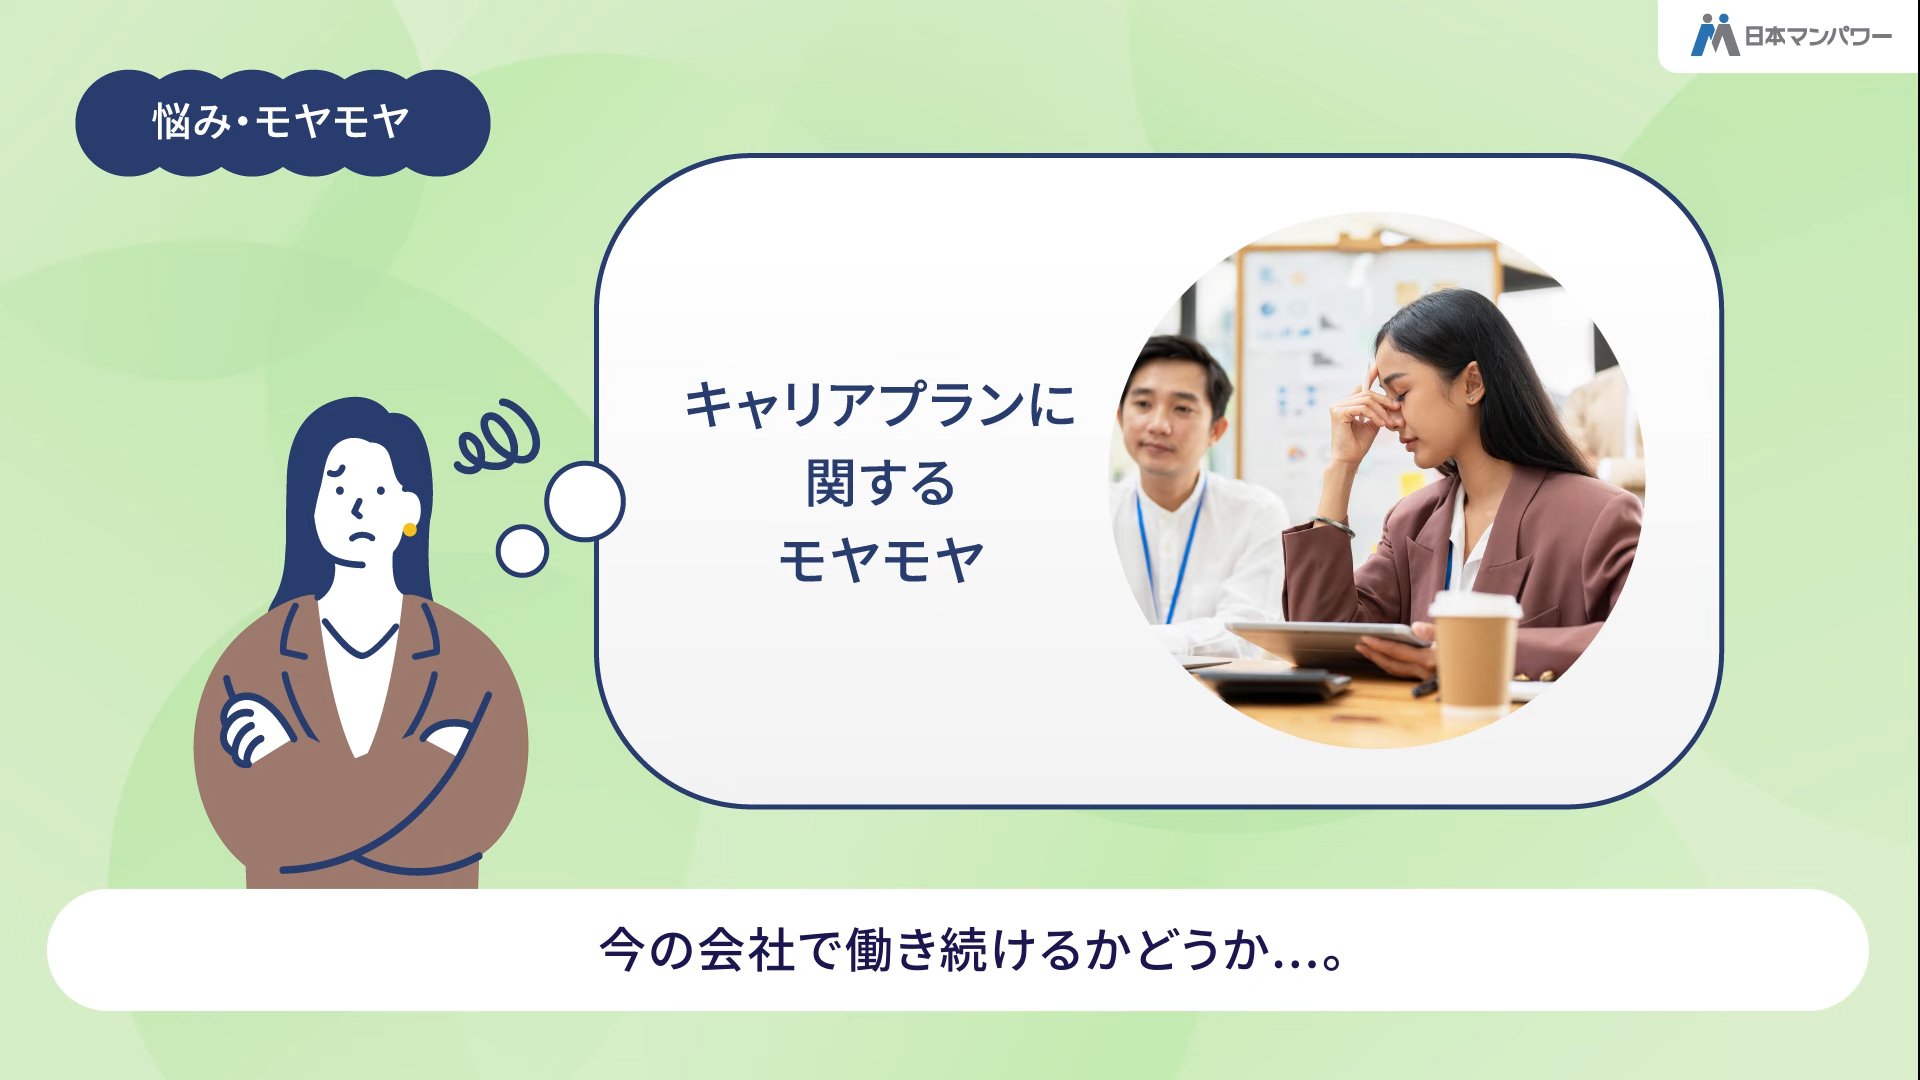 日本マンパワー
悩み・モヤモヤ
キャリアプランに
関する
モヤモヤ
今の会社で働き続けるかどうか…。